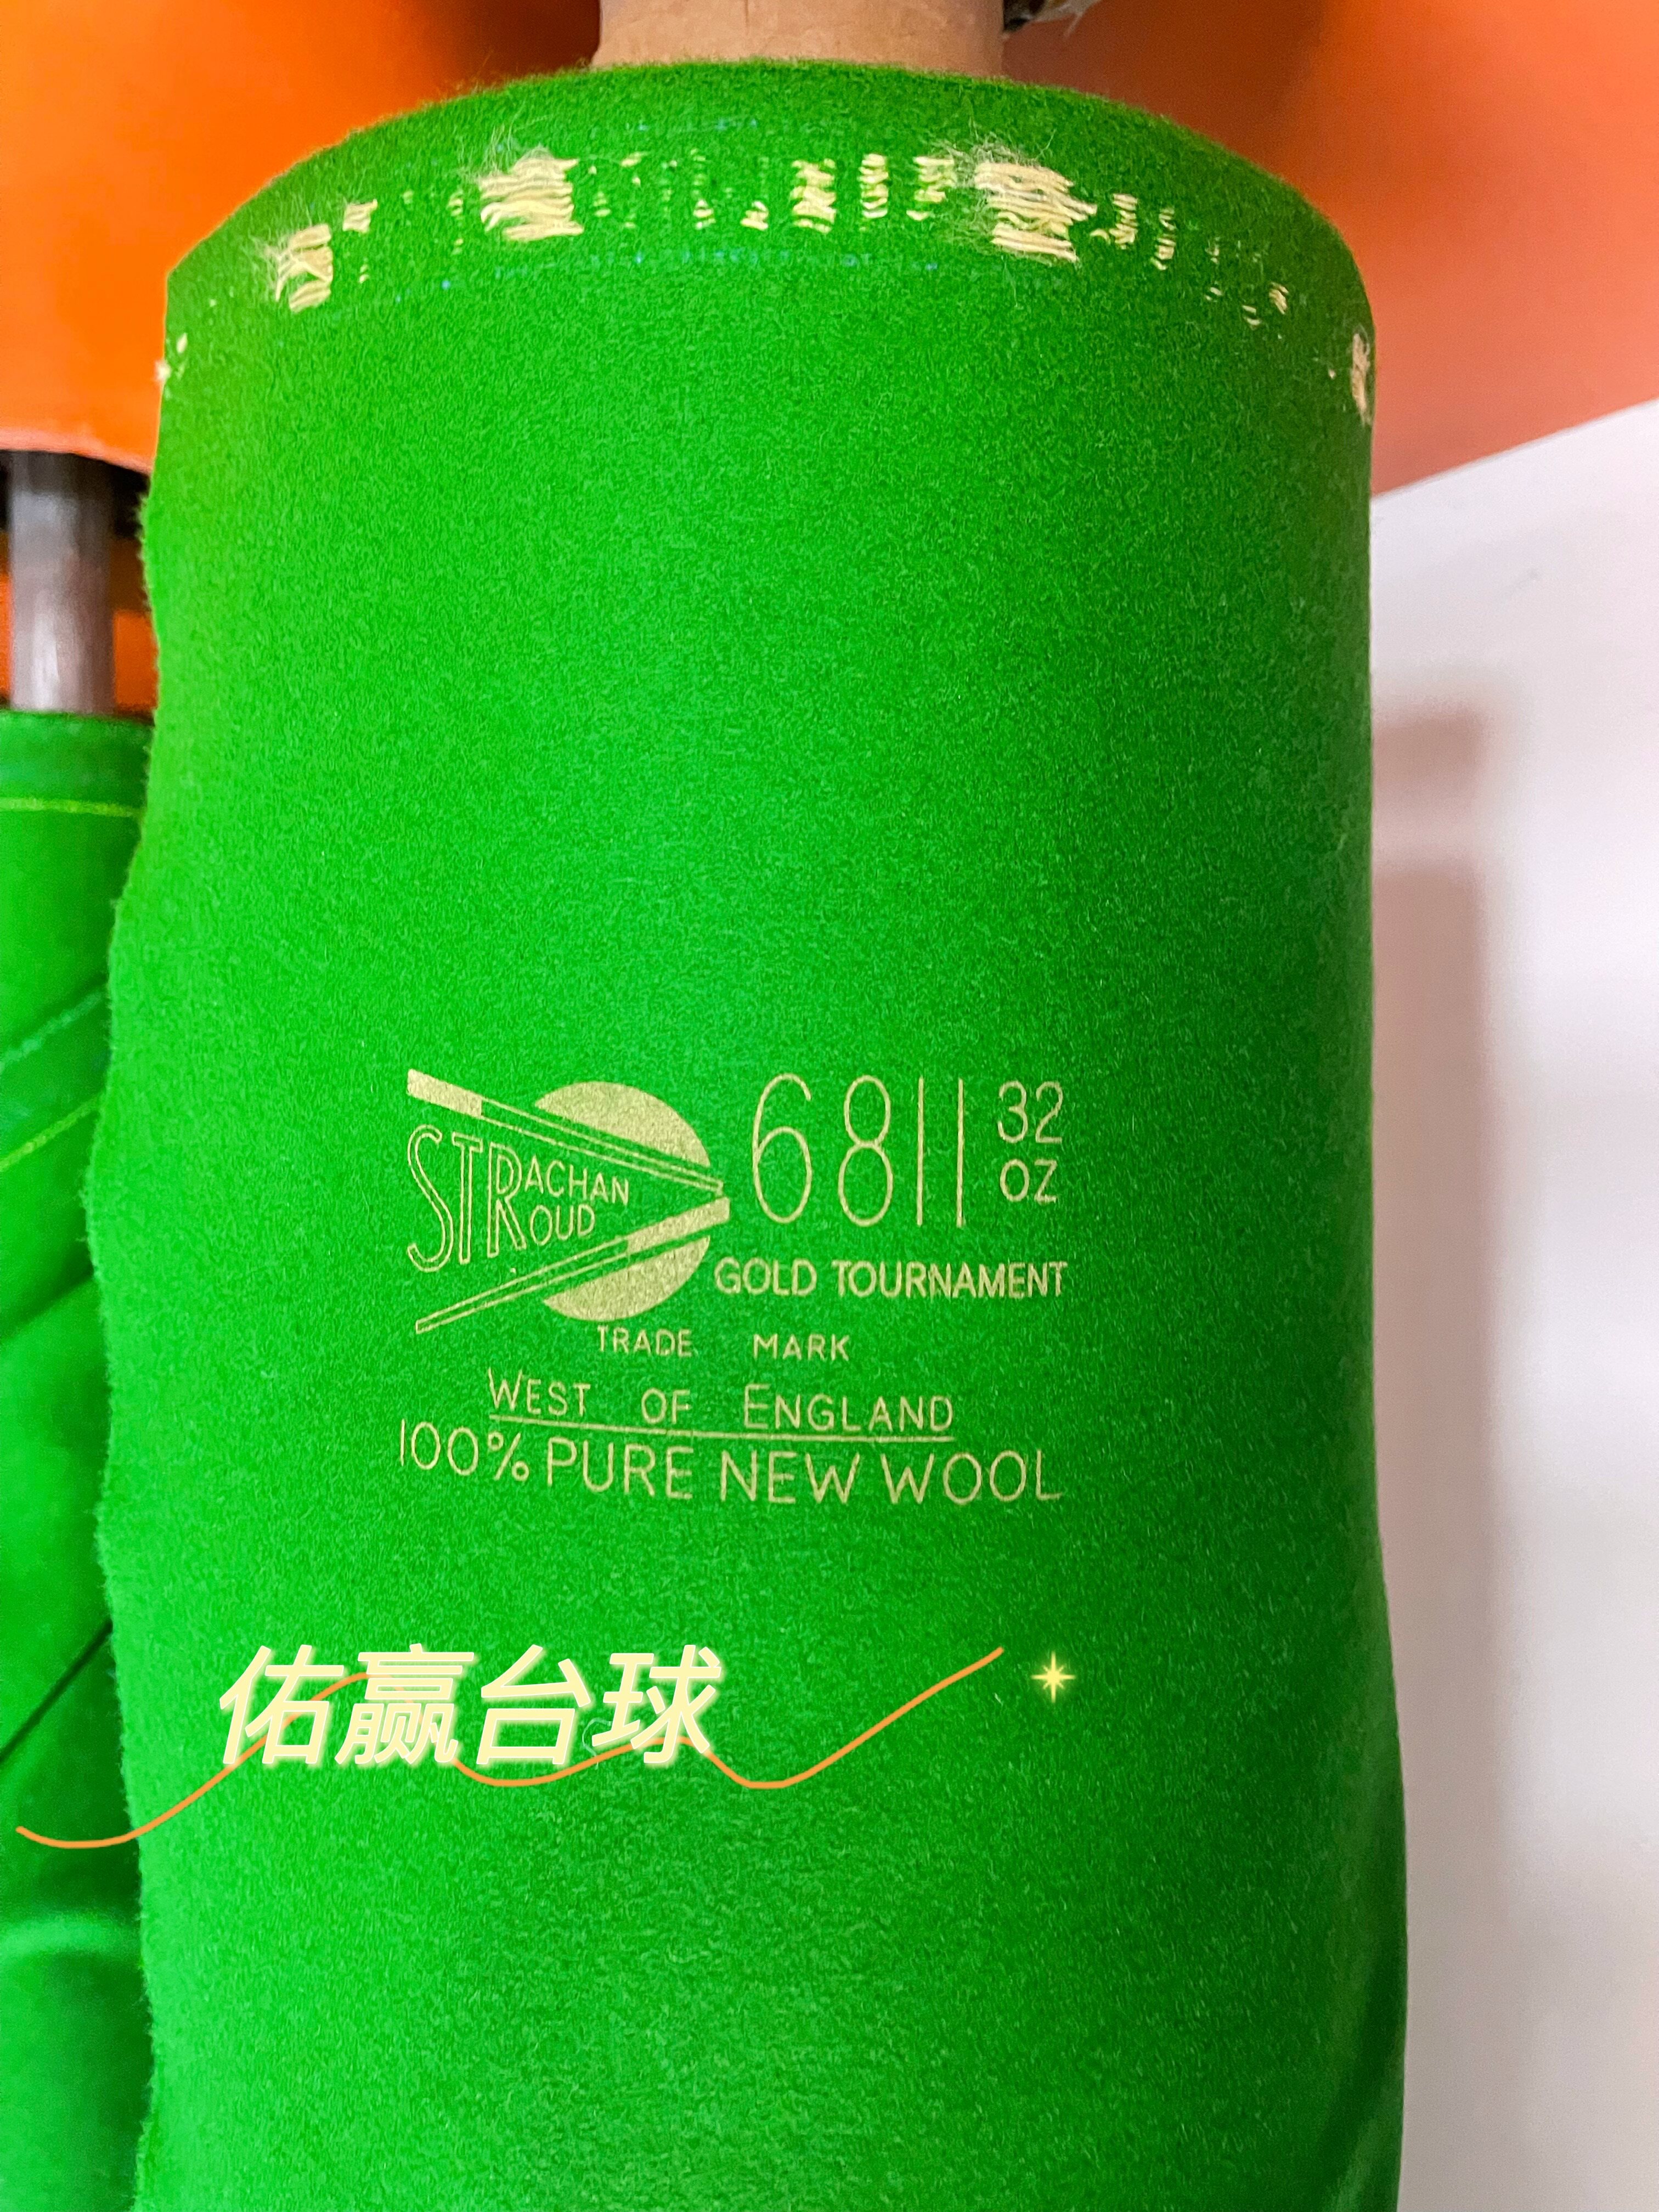 STRACHAN
STROUD
6811 32 OZ
GOLD TOURNAMENT
TRADE MARK
WEST OF ENGLAND
100% PURE NEW WOOL
佑赢台球